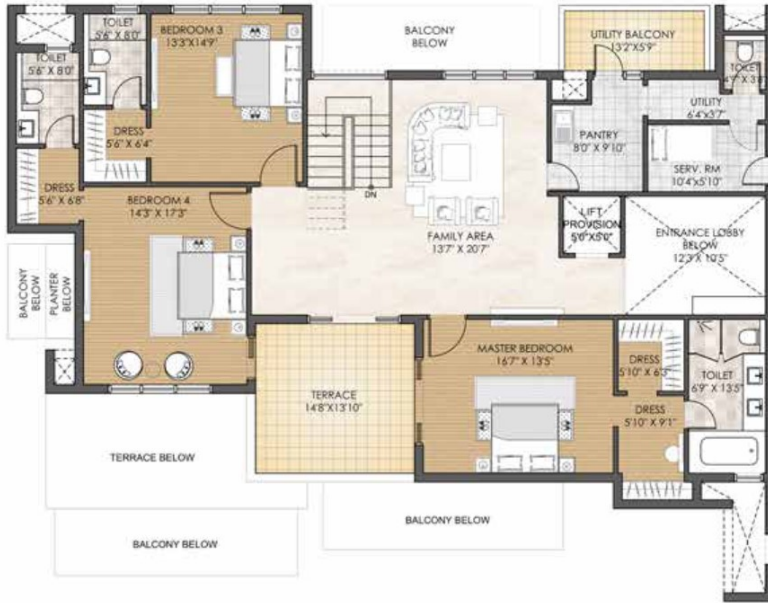 TOILET
5'6" X 8'0"
BEDROOM 3
13'3"X14'9"
BALCONY
BELOW
UTILITY BALCONY
13'2"X5'9"
TOILET
5'6" X 8'0"
TOILET
UTILITY
6'4"x3'7"
DRESS
5'6" X 6'4"
PANTRY
8'0" X 9'10"
SERV. RM
10'4"x5'10"
DRESS
5'6" X 6'8"
BEDROOM 4
14'3" X 17'3"
DN
LIFT
PROVISION
5'0"X5'0"
FAMILY AREA
13'7" X 20'7"
ENTRANCE LOBBY
BELOW
12'3 X 10'5"
BALCONY
BELOW
PLANTER
BELOW
MASTER BEDROOM
16'7" X 13'5"
DRESS
5'10" X 6'3"
TOILET
6'9" X 13'5"
TERRACE
14'8"X13'10"
DRESS
5'10" X 9'1"
TERRACE BELOW
BALCONY BELOW
BALCONY BELOW